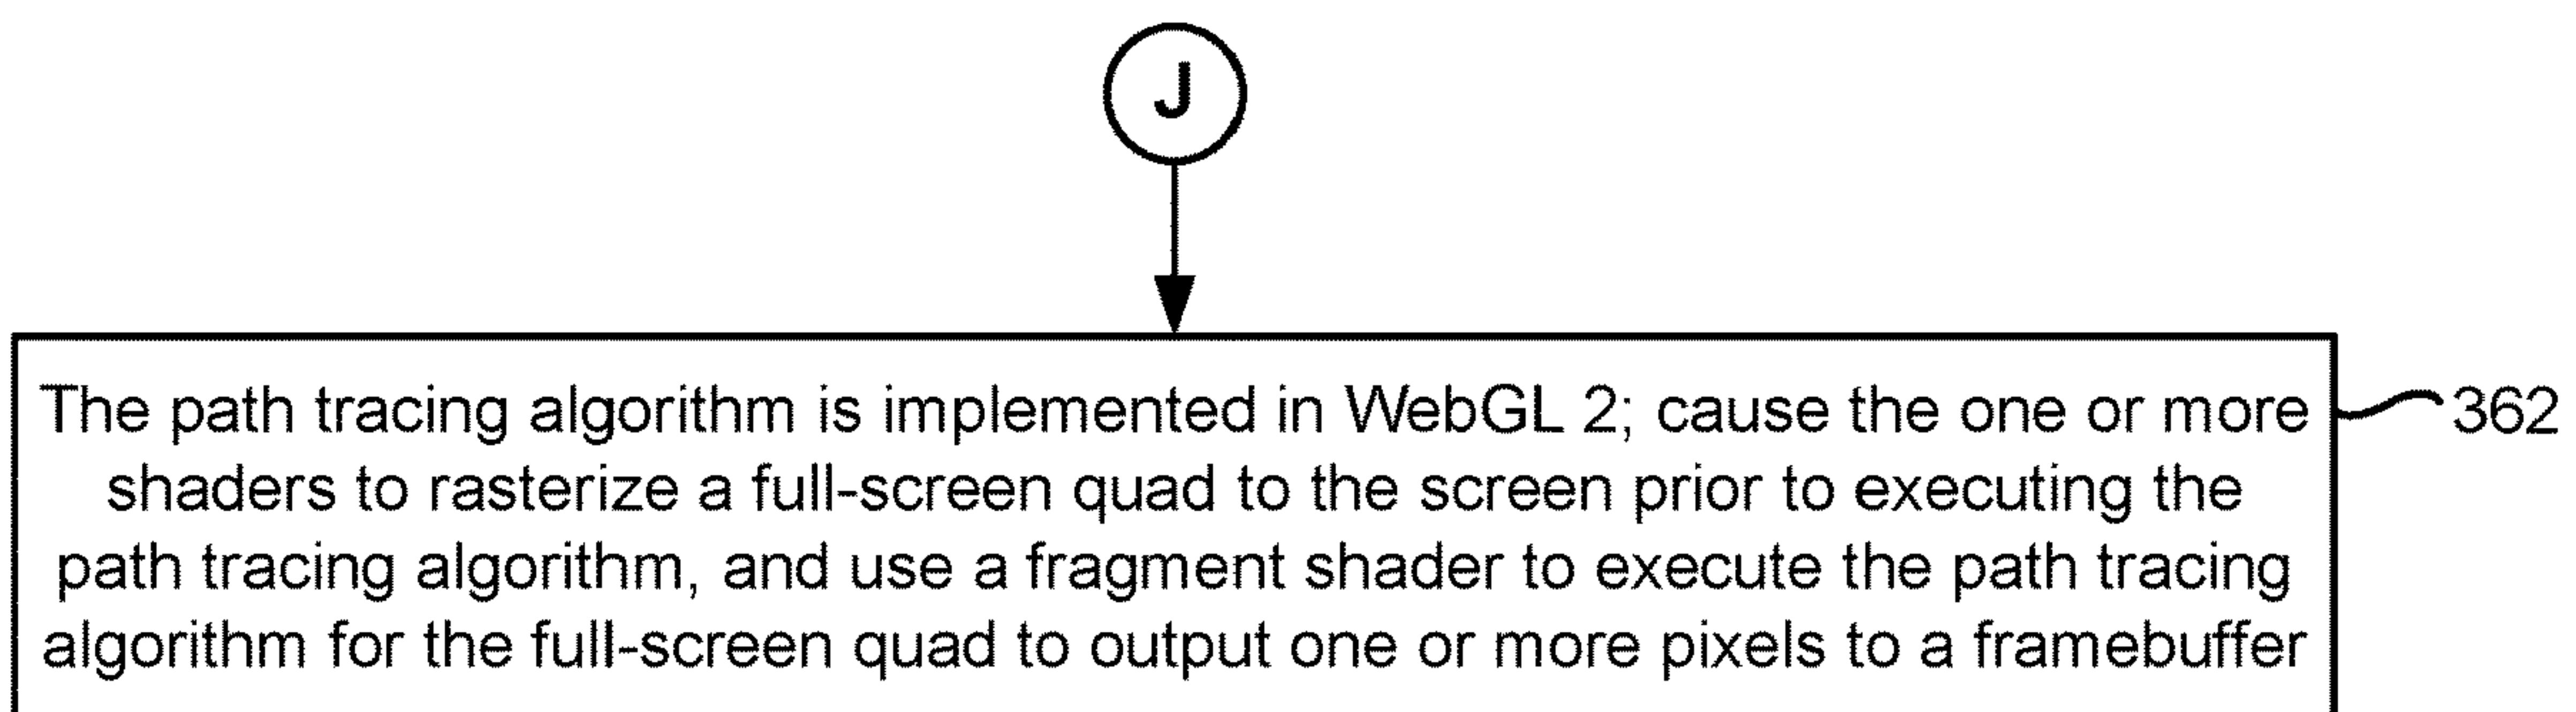 J
The path tracing algorithm is implemented in WebGL 2; cause the one or more
362
shaders to rasterize a full-screen quad to the screen prior to executing the
path tracing algorithm, and use a fragment shader to execute the path tracing
algorithm for the full-screen quad to output one or more pixels to a framebuffer